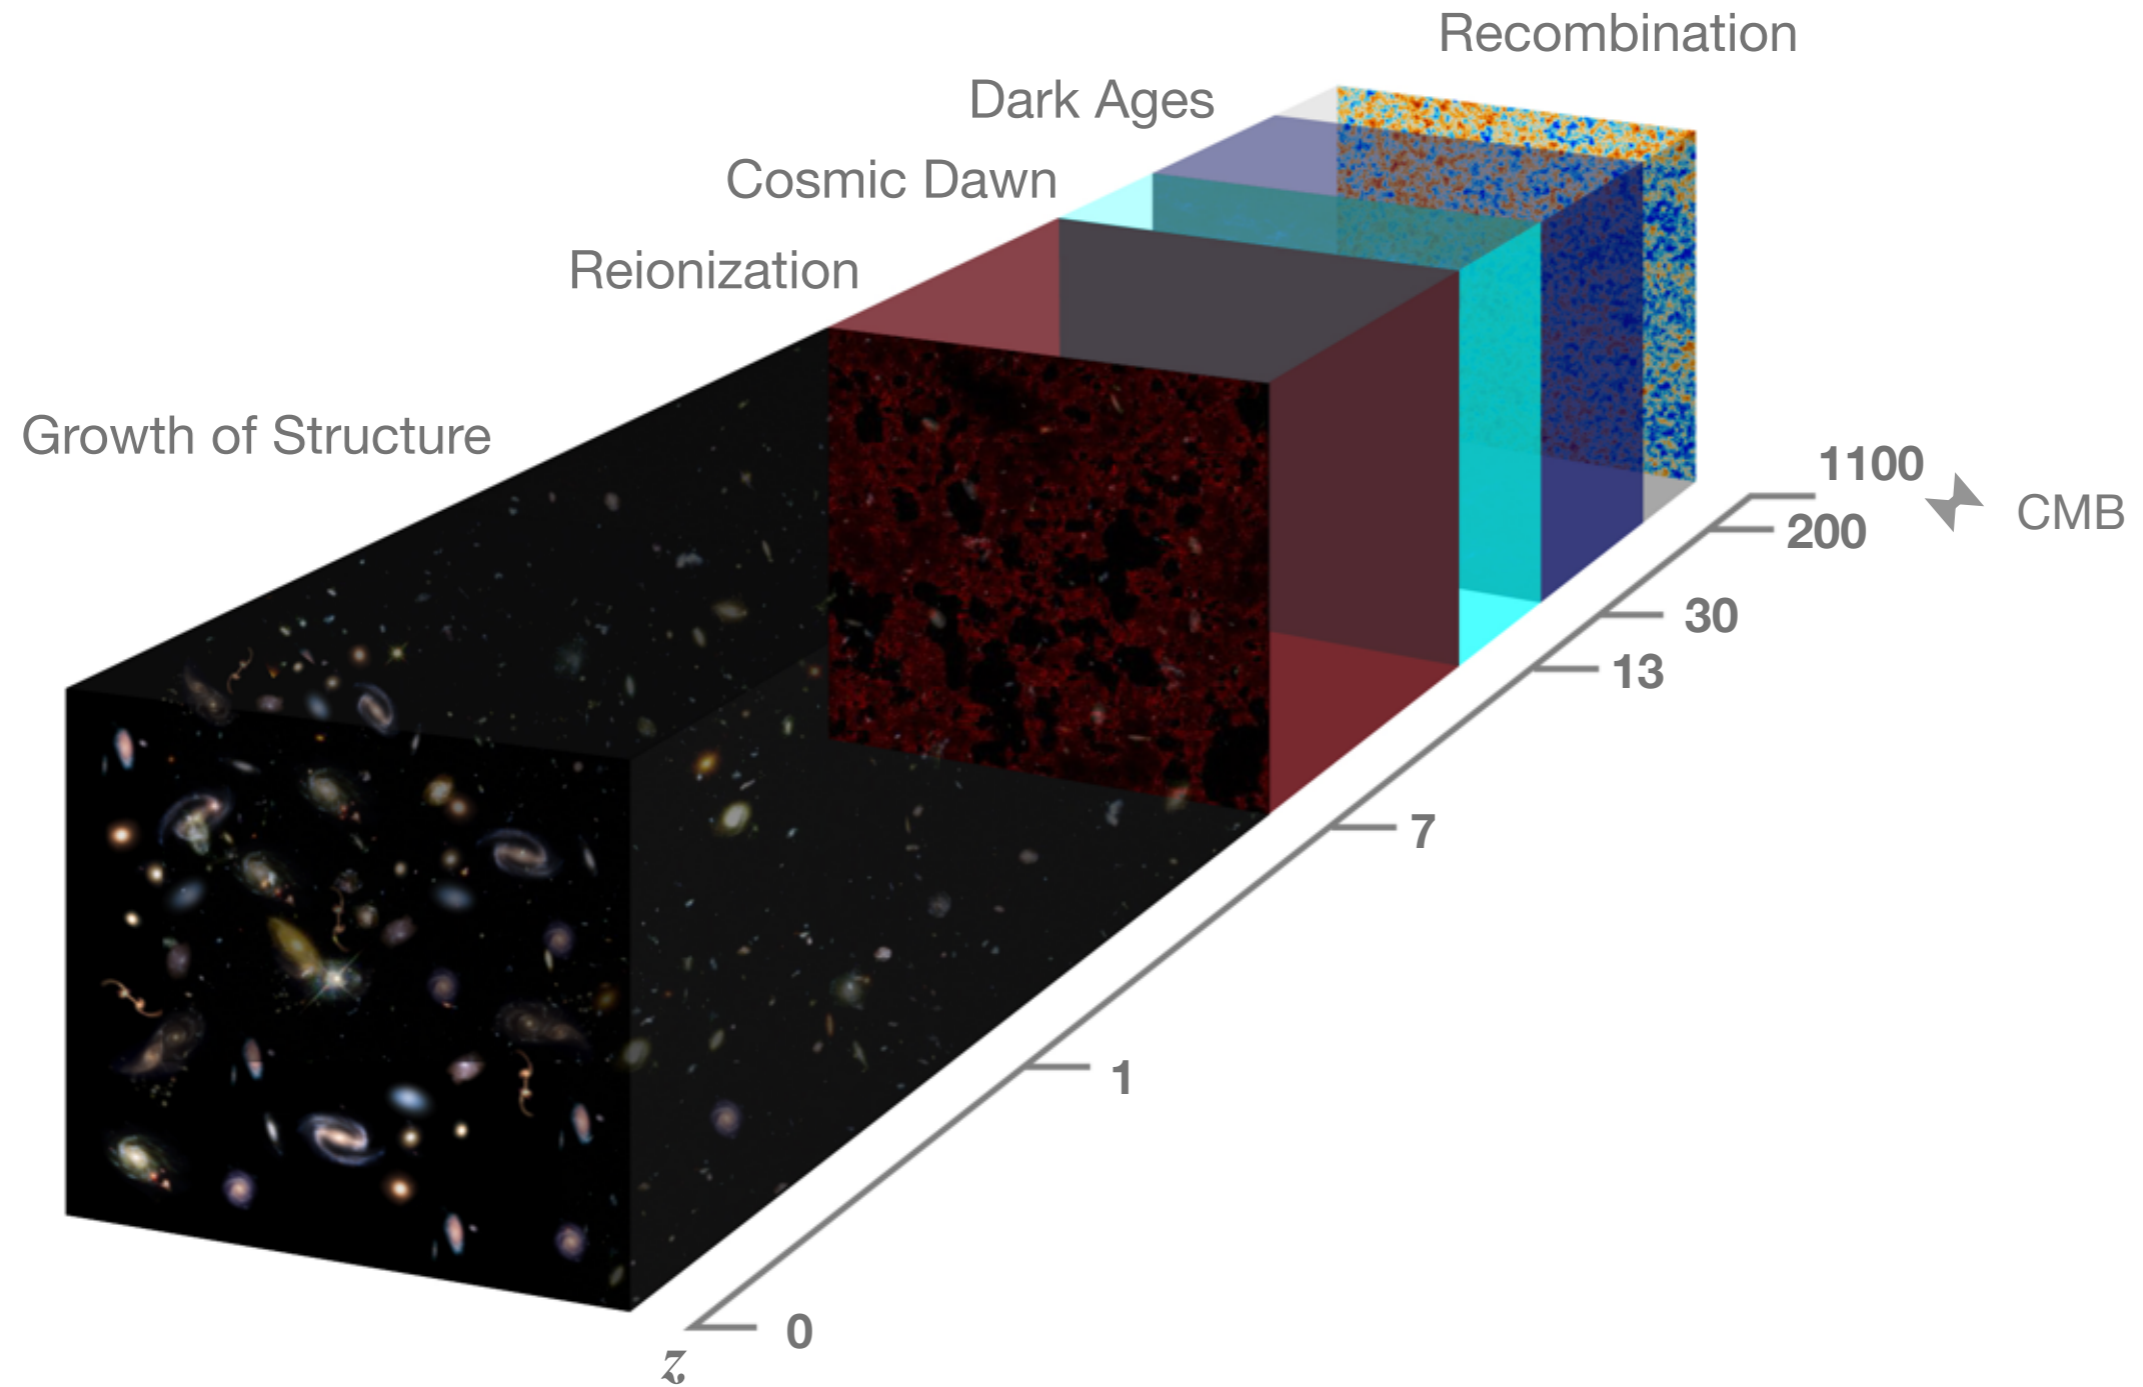 Recombination
Dark Ages
Cosmic Dawn
Reionization
Growth of Structure
1100
CMB
200
30
13
7
1
0
z